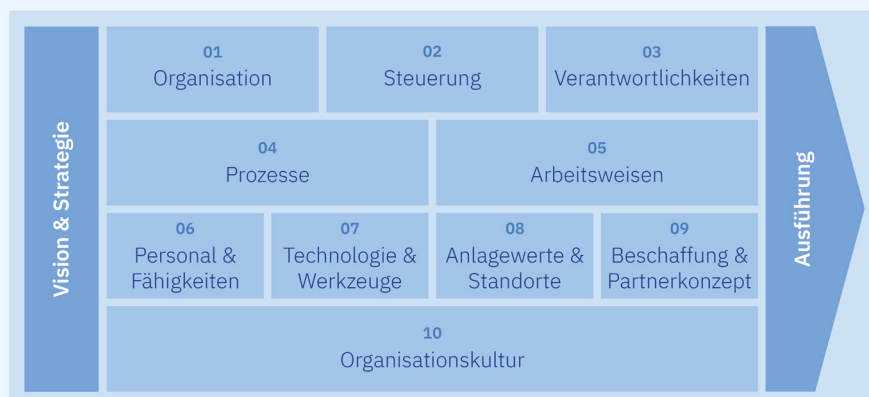 Vision & Strategie
01
Organisation
02
Steuerung
03
Verantwortlichkeiten
04
Prozesse
05
Arbeitsweisen
06
Personal &
Fähigkeiten
07
Technologie &
Werkzeuge
08
Anlagewerte &
Standorte
09
Beschaffung &
Partnerkonzept
10
Organisationskultur
Ausführung